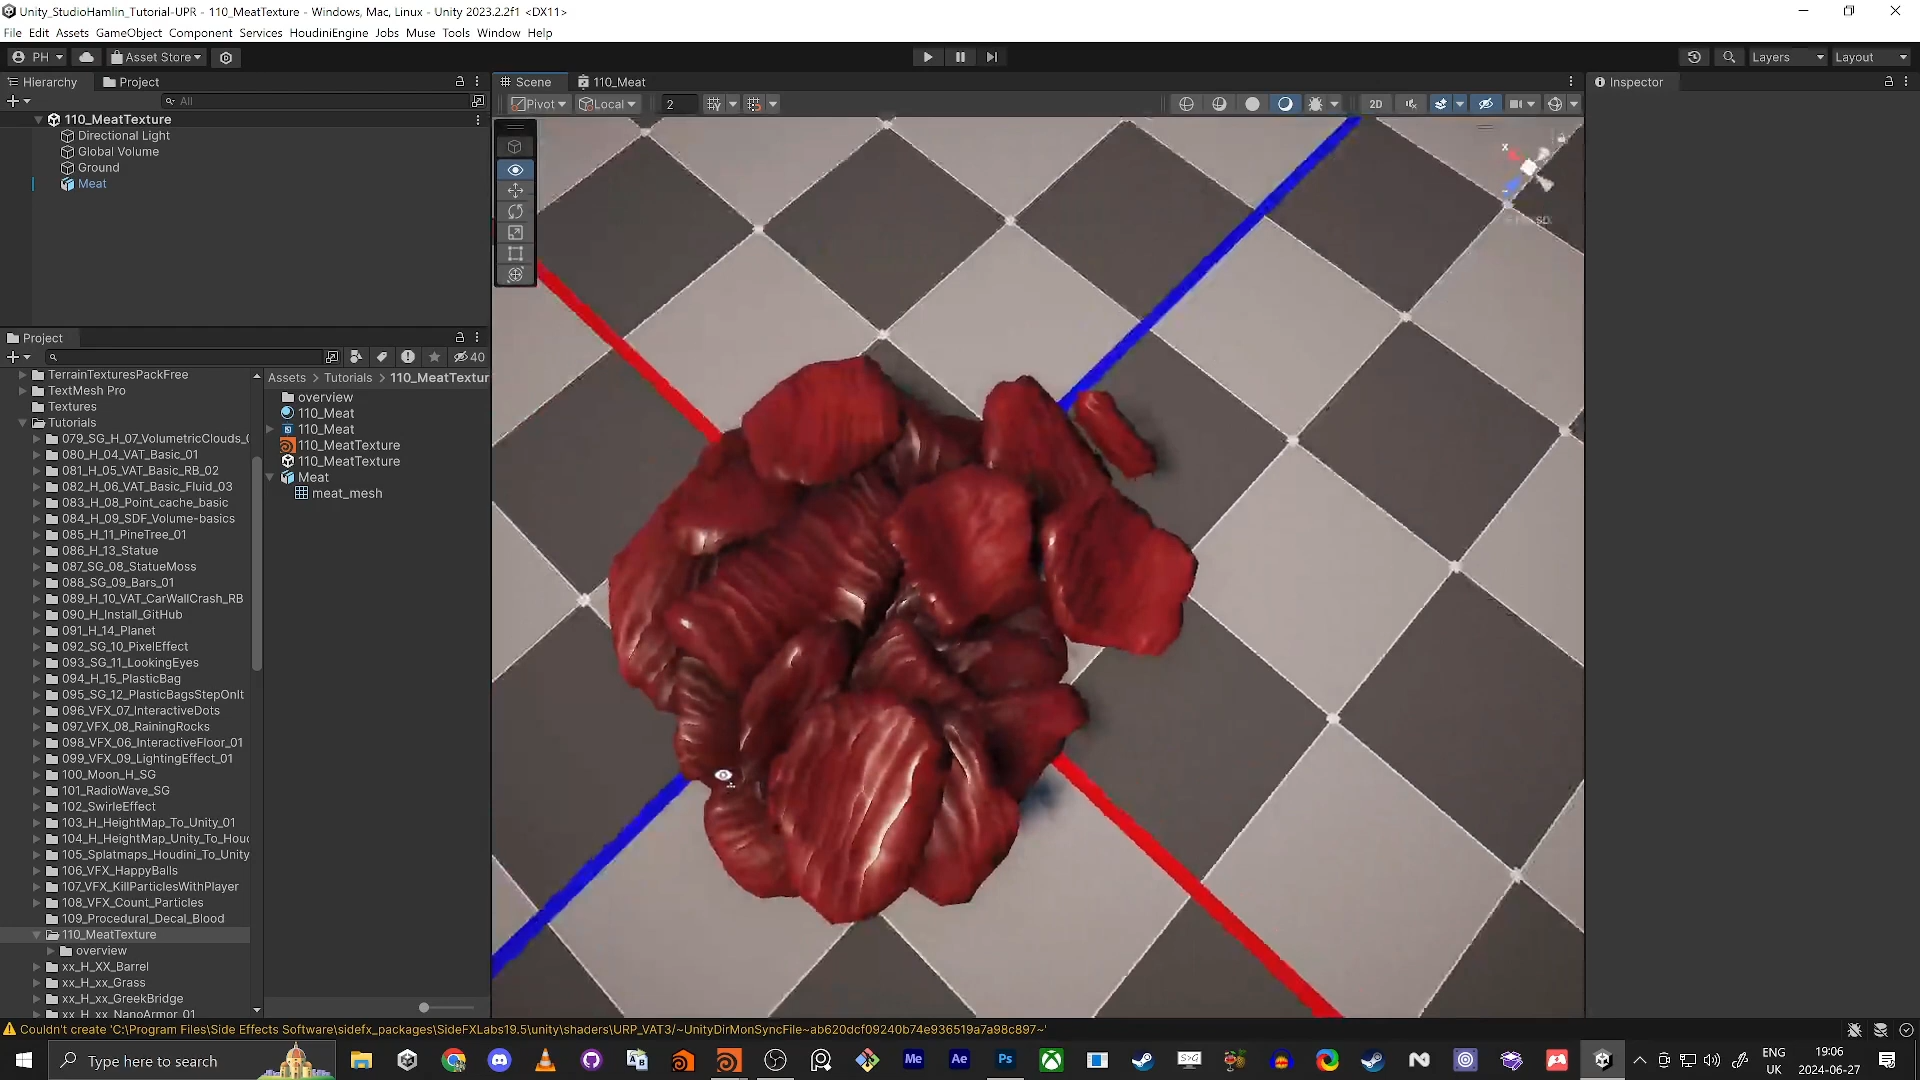 Unity_StudioHamlin_Tutorial-UPR - 110_MeatTexture - Windows, Mac, Linux - Unity 2023.2.2f1 <DX11>
File Edit Assets GameObject Component Services HoudiniEngine Jobs Muse Tools Window Help
PH Asset Store Layers Layout
Hierarchy Project Scene 110_Meat Inspector
All Pivot Local 2 2D
110_MeatTexture
Directional Light
Global Volume
Ground
Meat
Project
40
Assets > Tutorials > 110_MeatTextur
TerrainTexturesPackFree
TextMesh Pro
Textures
Tutorials
079_SG_H_07_VolumetricClouds_
080_H_04_VAT_Basic_01
081_H_05_VAT_Basic_RB_02
082_H_06_VAT_Basic_Fluid_03
083_H_08_Point_cache_basic
084_H_09_SDF_Volume-basics
085_H_11_PineTree_01
086_H_13_Statue
087_SG_08_StatueMoss
088_SG_09_Bars_01
089_H_10_VAT_CarWallCrash_RB
090_H_Install_GitHub
091_H_14_Planet
092_SG_10_PixelEffect
093_SG_11_LookingEyes
094_H_15_PlasticBag
095_SG_12_PlasticBagsStepOnIt
096_VFX_07_InteractiveDots
097_VFX_08_RainingRocks
098_VFX_06_InteractiveFloor_01
099_VFX_09_LightingEffect_01
100_Moon_H_SG
101_RadioWave_SG
102_SwirleEffect
103_H_HeightMap_To_Unity_01
104_H_HeightMap_Unity_To_Houd
105_Splatmaps_Houdini_To_Unity
106_VFX_HappyBalls
107_VFX_KillParticlesWithPlayer
108_VFX_Count_Particles
109_Procedural_Decal_Blood
110_MeatTexture
overview
xx_H_XX_Barrel
xx_H_xx_Grass
xx_H_xx_GreekBridge
xx_H_xx_NanoArmor_01
overview
110_Meat
110_Meat
110_MeatTexture
110_MeatTexture
Meat
meat_mesh
x
Couldn't create 'C:\Program Files\Side Effects Software\sidefx_packages\SideFXLabs19.5\unity\shaders\URP_VAT3/~UnityDirMonSyncFile~ab620dcf09240b74e936519a7a98c897~'
Type here to search
Me Ae Ps
ENG
UK
19:06
2024-06-27